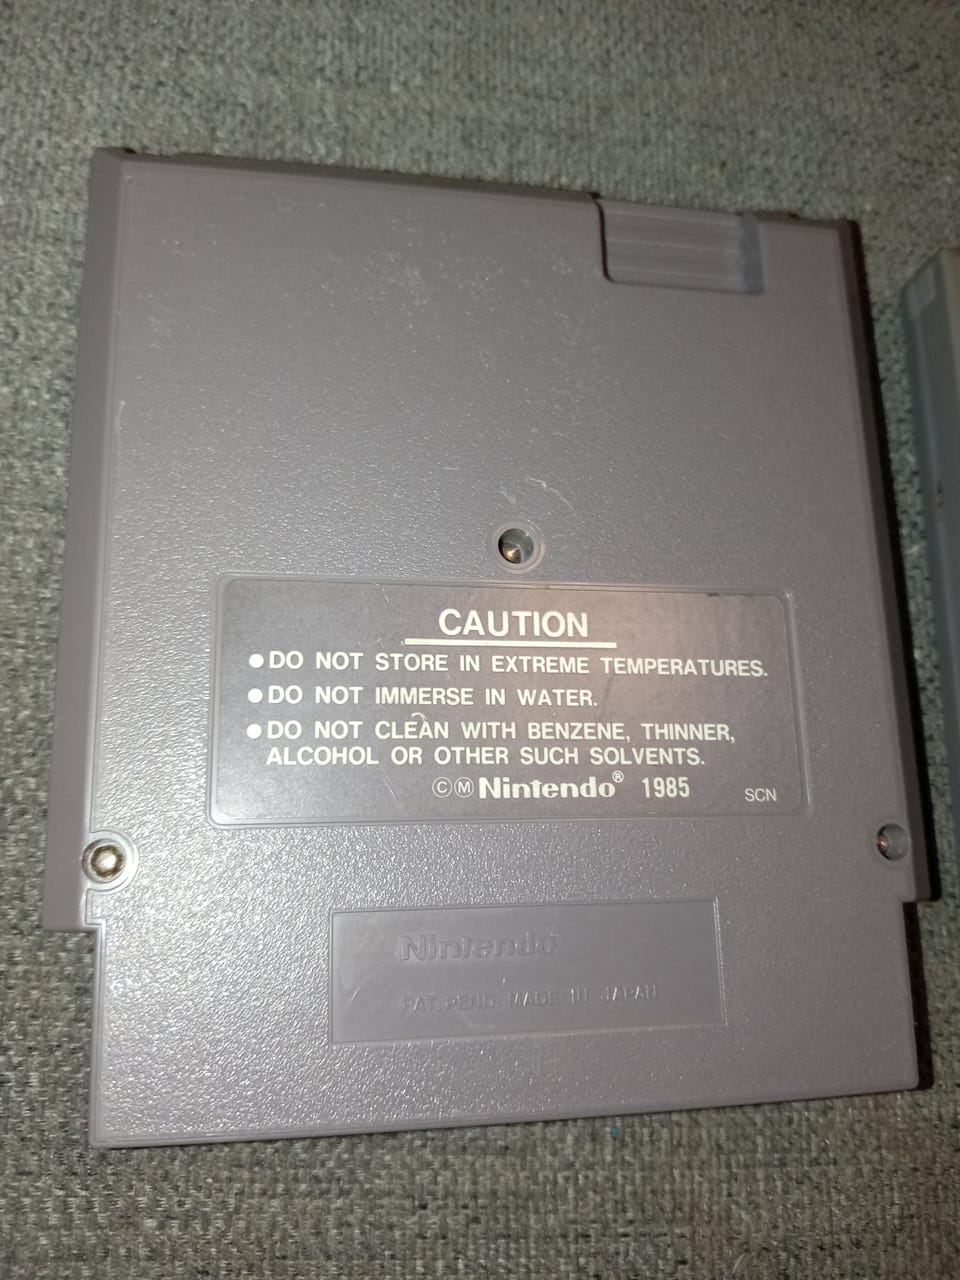 CAUTION
●DO NOT STORE IN EXTREME TEMPERATURES.
●DO NOT IMMERSE IN WATER.
●DO NOT CLEAN WITH BENZENE, THINNER,
ALCOHOL OR OTHER SUCH SOLVENTS.
ⒸⓂNintendo® 1985 SCN
Nintendo®
PAT. PEND. MADE IN JAPAN